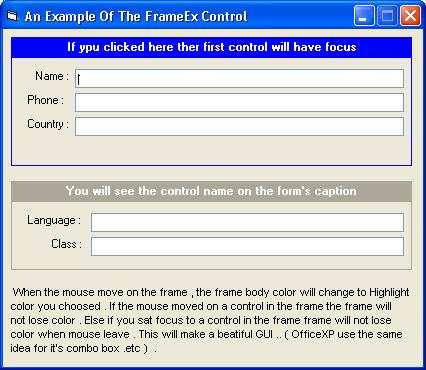 An Example Of The FrameEx Control
If ypu clicked here ther first control will have focus
Name :
Phone :
Country :
You will see the control name on the form's caption
Language :
Class :
When the mouse move on the frame , the frame body color will change to Highlight
color you choosed . If the mouse moved on a control in the frame the frame will
not lose color . Else if you sat focus to a control in the frame frame will not lose
color when mouse leave . This will make a beatiful GUI .. ( OfficeXP use the same
idea for it's combo box .etc ) .